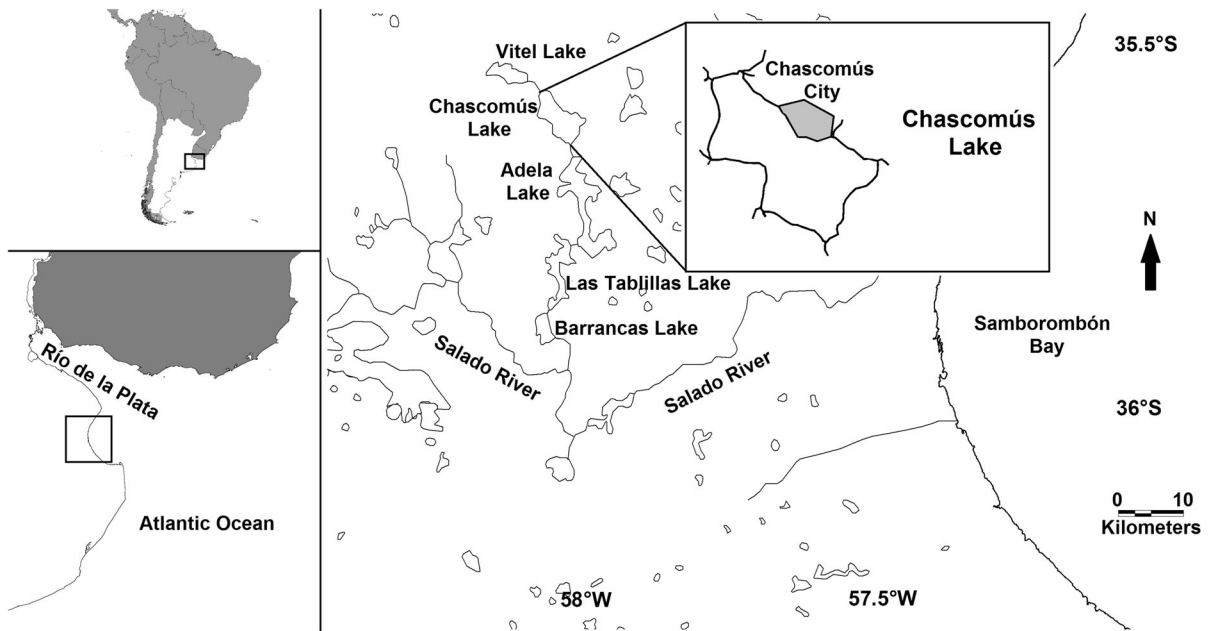 Río de la Plata
Atlantic Ocean
Vitel Lake
Chascomús
Lake
Adela
Lake
Las Tablillas Lake
Barrancas Lake
Salado River
Salado River
Chascomús
City
Chascomús
Lake
35.5°S
N
Samborombón
Bay
36°S
0 10
Kilometers
58°W
57.5°W